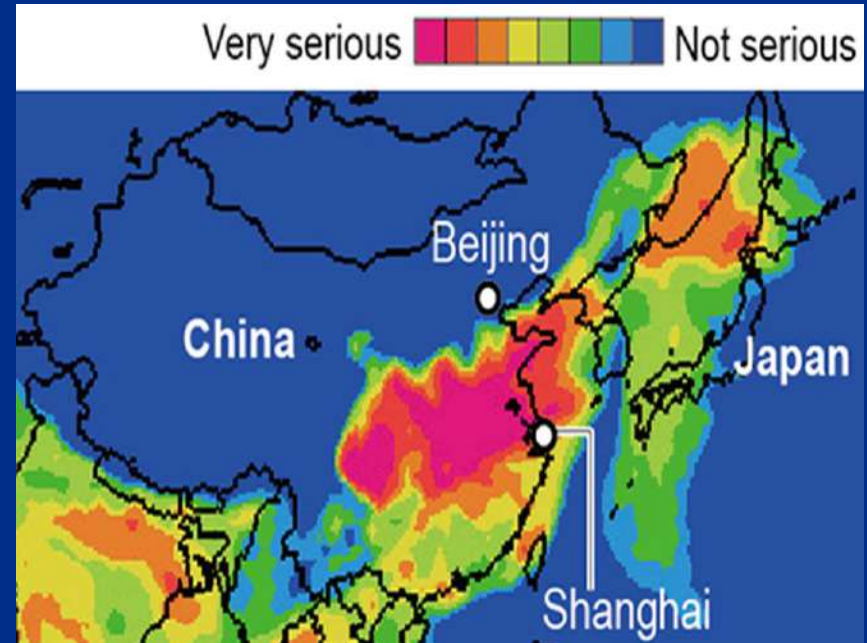 Very serious Not serious
Beijing
China
Japan
Shanghai